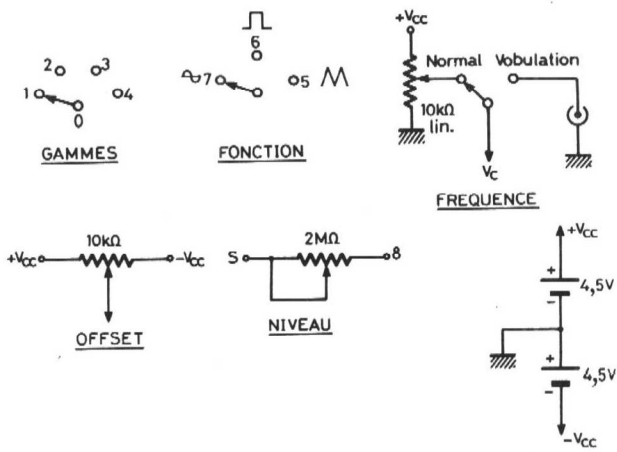 2 3
1 4
0
GAMMES
6
7 5
FONCTION
+Vcc
Normal Vobulation
10kΩ
lin.
Vc
FREQUENCE
10kΩ
+Vcc -Vcc
OFFSET
2MΩ
S 8
NIVEAU
+Vcc
+
4,5V
-
+
4,5V
-
-Vcc